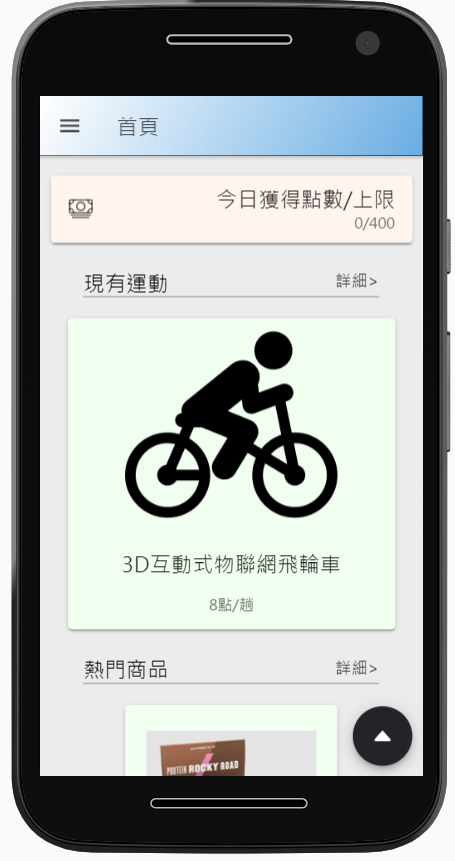 首頁
今日獲得點數/上限
0/400
現有運動
詳細>
3D互動式物聯網飛輪車
8點/趟
熱門商品
詳細>
PROTEIN ROCKY ROAD